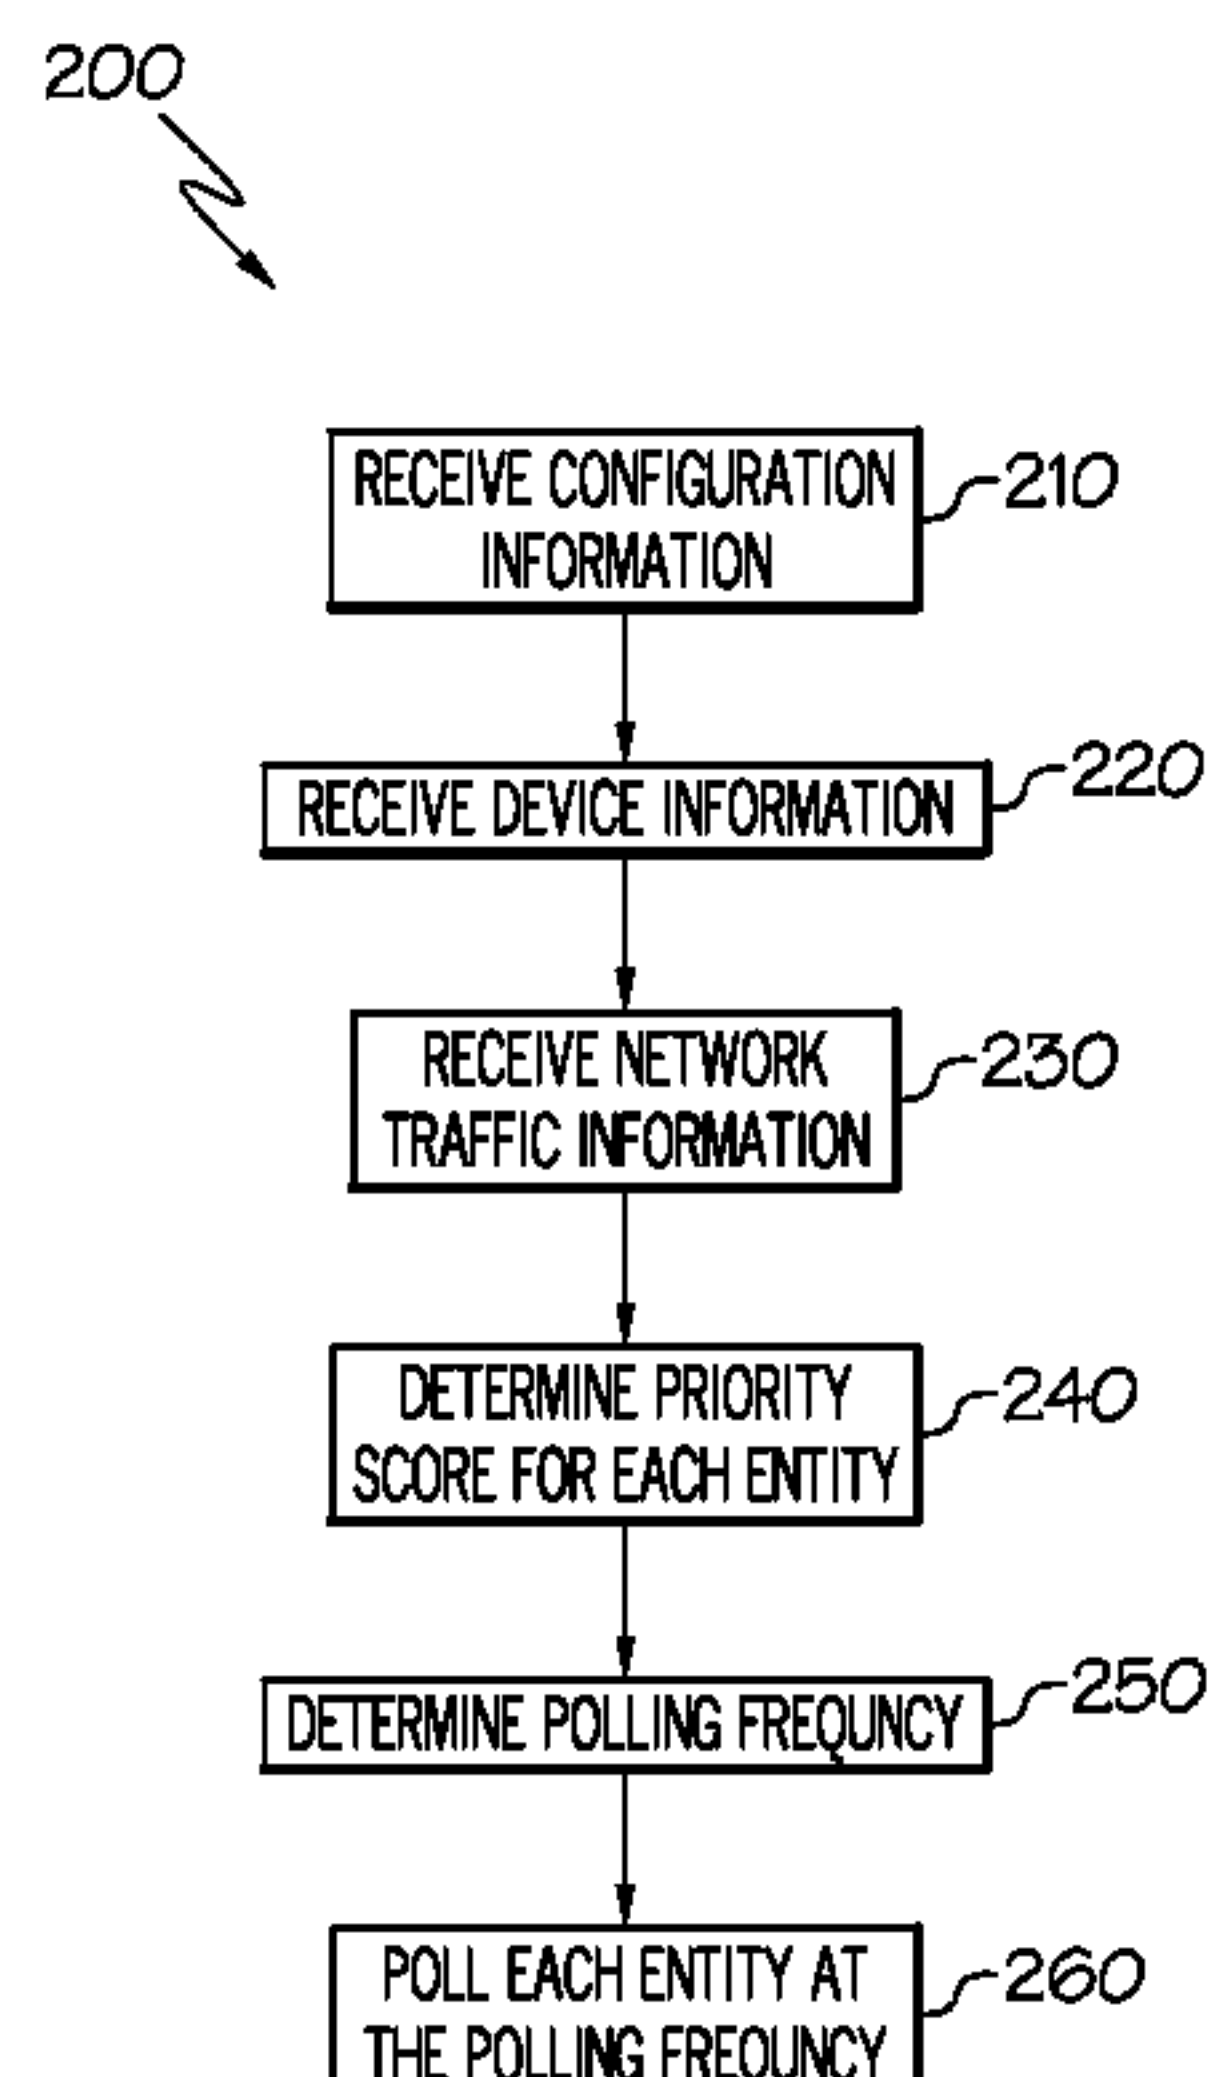 200
RECEIVE CONFIGURATION
INFORMATION
210
RECEIVE DEVICE INFORMATION
220
RECEIVE NETWORK
TRAFFIC INFORMATION
230
DETERMINE PRIORITY
SCORE FOR EACH ENTITY
240
DETERMINE POLLING FREQUNCY
250
POLL EACH ENTITY AT
THE POLLING FREQUNCY
260